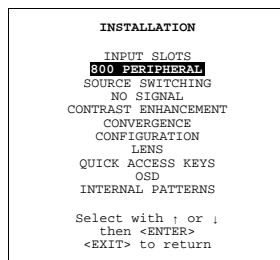 INSTALLATION
INPUT SLOTS
800 PERIPHERAL
SOURCE SWITCHING
NO SIGNAL
CONTRAST ENHANCEMENT
CONVERGENCE
CONFIGURATION
LENS
QUICK ACCESS KEYS
OSD
INTERNAL PATTERNS
Select with ↑ or ↓
then <ENTER>
<EXIT> to return